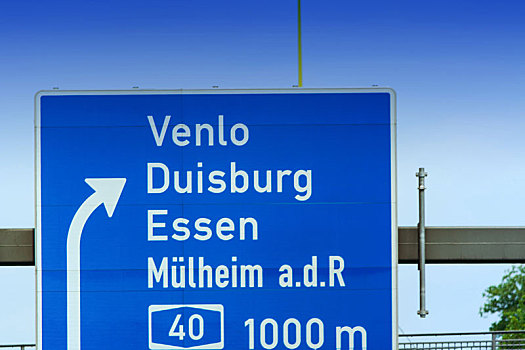 Venlo
Duisburg
Essen
Mülheim a.d.R
40 1000 m